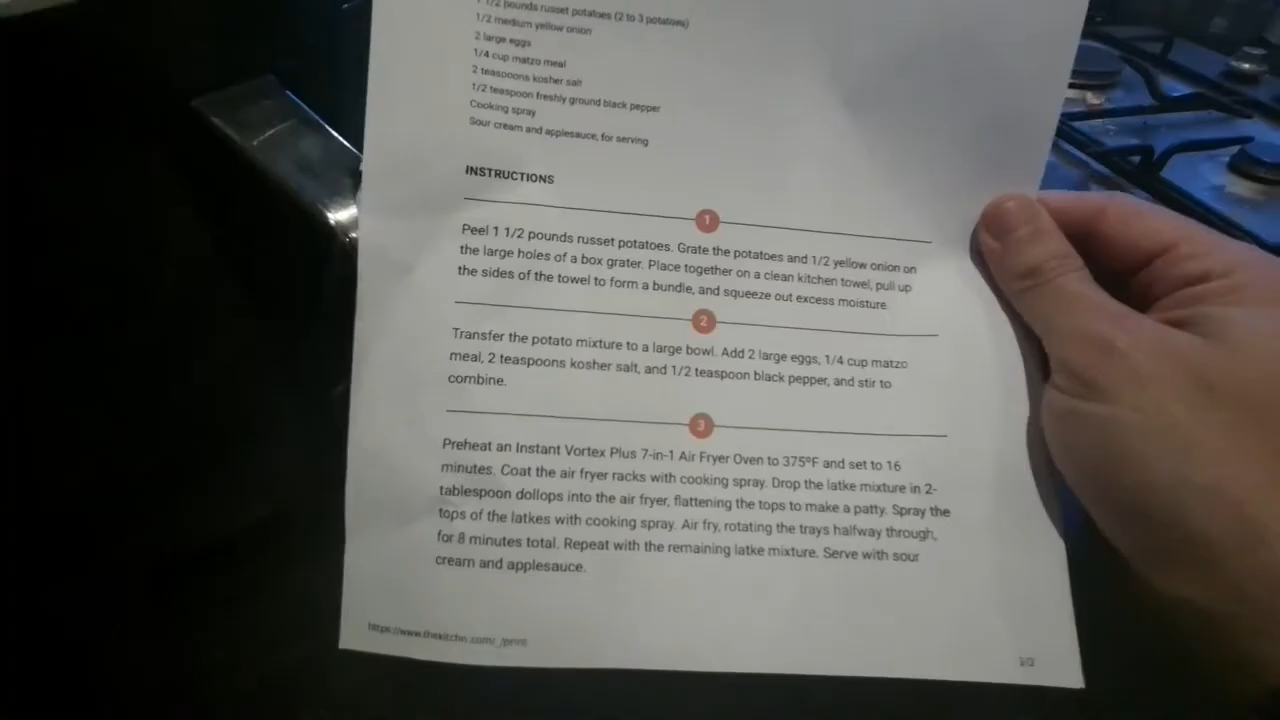 1 1/2 pounds russet potatoes (2 to 3 potatoes)
1/2 medium yellow onion
2 large eggs
1/4 cup matzo meal
2 teaspoons kosher salt
1/2 teaspoon freshly ground black pepper
Cooking spray
Sour cream and applesauce, for serving
INSTRUCTIONS
1
Peel 1 1/2 pounds russet potatoes. Grate the potatoes and 1/2 yellow onion on
the large holes of a box grater. Place together on a clean kitchen towel, pull up
the sides of the towel to form a bundle, and squeeze out excess moisture
2
Transfer the potato mixture to a large bowl. Add 2 large eggs, 1/4 cup matzo
meal, 2 teaspoons kosher salt, and 1/2 teaspoon black pepper, and stir to
combine.
3
Preheat an Instant Vortex Plus 7-in-1 Air Fryer Oven to 375ºF and set to 16
minutes. Coat the air fryer racks with cooking spray. Drop the latke mixture in 2-
tablespoon dollops into the air fryer, flattening the tops to make a patty. Spray the
tops of the latkes with cooking spray. Air fry, rotating the trays halfway through,
for 8 minutes total. Repeat with the remaining latke mixture. Serve with sour
cream and applesauce.
https://www.thekitchn.com/_/print